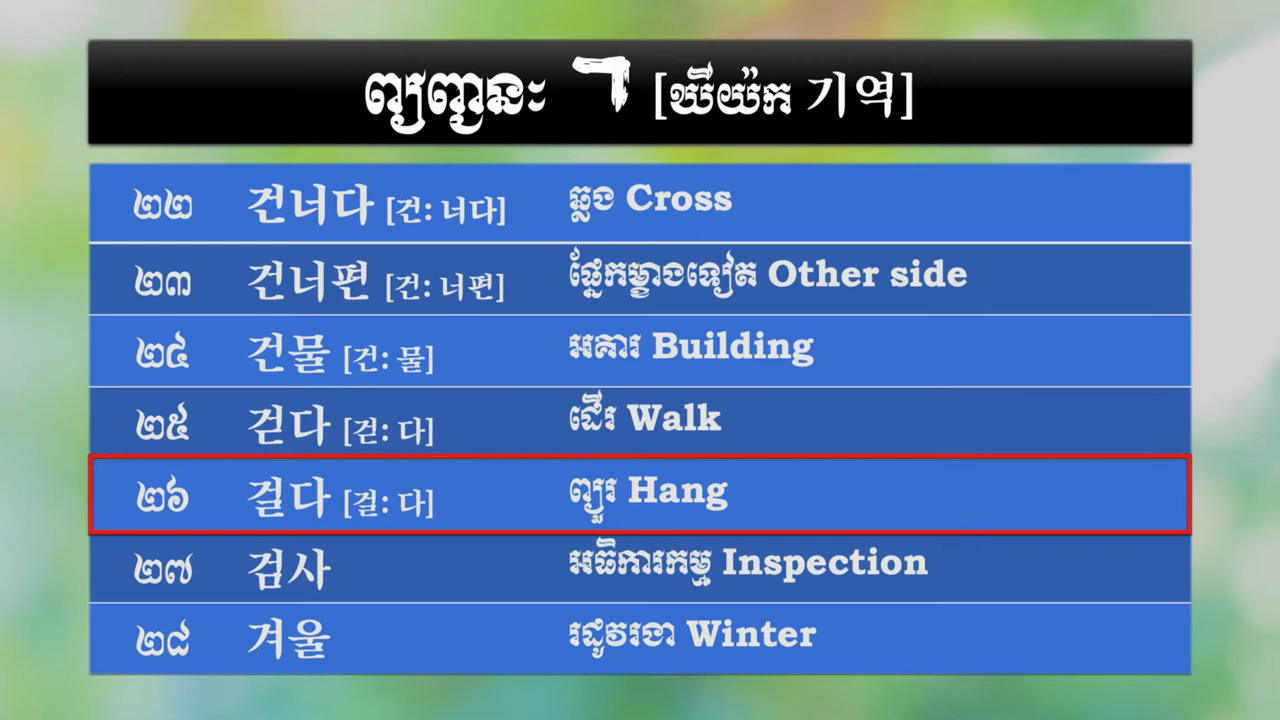 ព្យញ្ជនៈ ㄱ [ឃីយ៉ក 기역]
២២ 건너다 [건: 너다] ឆ្លង Cross
២៣ 건너편 [건: 너편] ផ្នែកម្ខាងទៀត Other side
២៤ 건물 [건: 물] អគារ Building
២៥ 걷다 [걷: 다] ដើរ Walk
២៦ 걸다 [걸: 다] ព្យួរ Hang
២៧ 검사 អធិការកម្ម Inspection
២៨ 겨울 រដូវរងា Winter